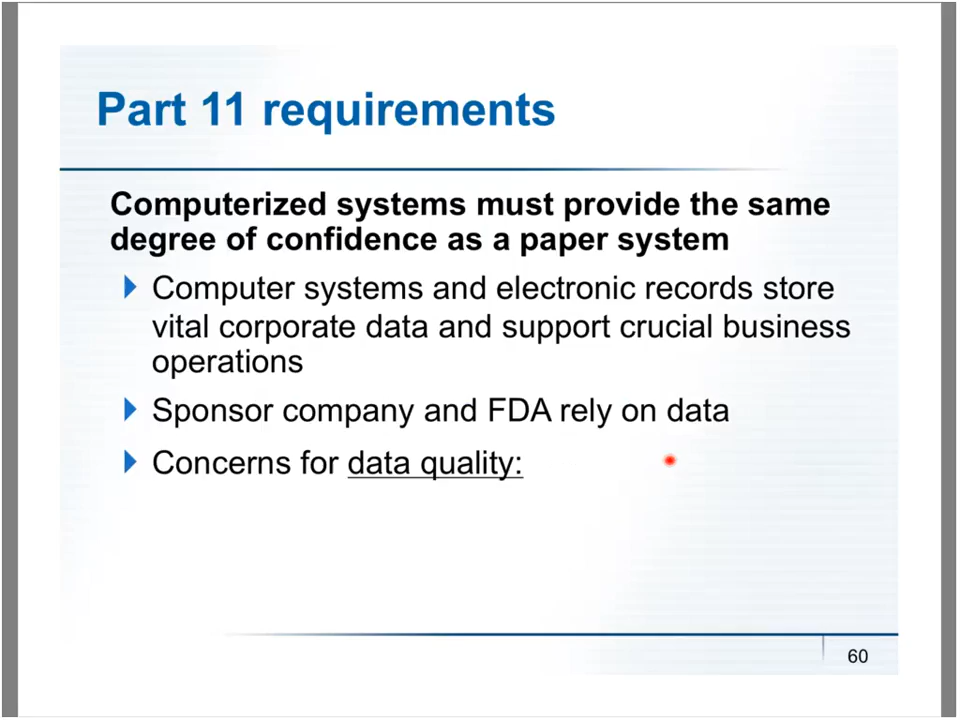 Part 11 requirements
Computerized systems must provide the same
degree of confidence as a paper system
Computer systems and electronic records store
vital corporate data and support crucial business
operations
Sponsor company and FDA rely on data
Concerns for data quality:
60